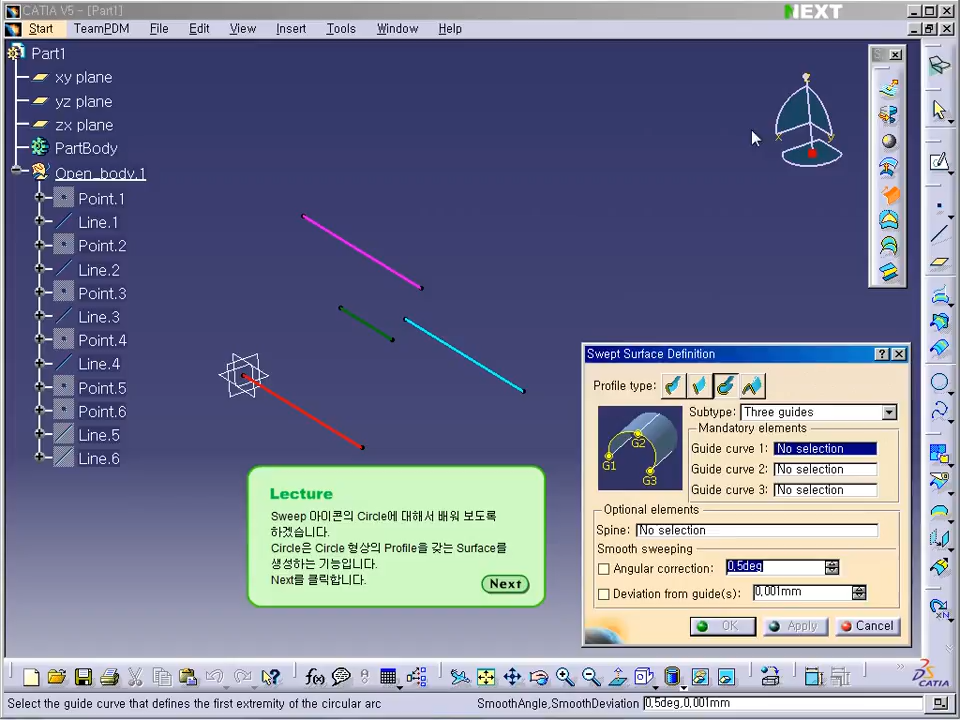 CATIA V5 - [Part1]
NEXT
Start TeamPDM File Edit View Insert Tools Window Help
Part1
xy plane
yz plane
zx plane
PartBody
Open_body.1
Point.1
Line.1
Point.2
Line.2
Point.3
Line.3
Point.4
Line.4
Point.5
Point.6
Line.5
Line.6
Swept Surface Definition
Profile type:
Subtype: Three guides
Mandatory elements
Guide curve 1: No selection
Guide curve 2: No selection
Guide curve 3: No selection
G1
G2
G3
Optional elements
Spine: No selection
Smooth sweeping
Angular correction: 0,5deg
Deviation from guide(s): 0,001mm
OK Apply Cancel
Lecture
Sweep 아이콘의 Circle에 대해서 배워 보도록
하겠습니다.
Circle은 Circle 형상의 Profile을 갖는 Surface를
생성하는 기능입니다.
Next를 클릭합니다.
Next
CATIA
Select the guide curve that defines the first extremity of the circular arc
SmoothAngle,SmoothDeviation 0,5deg,0,001mm